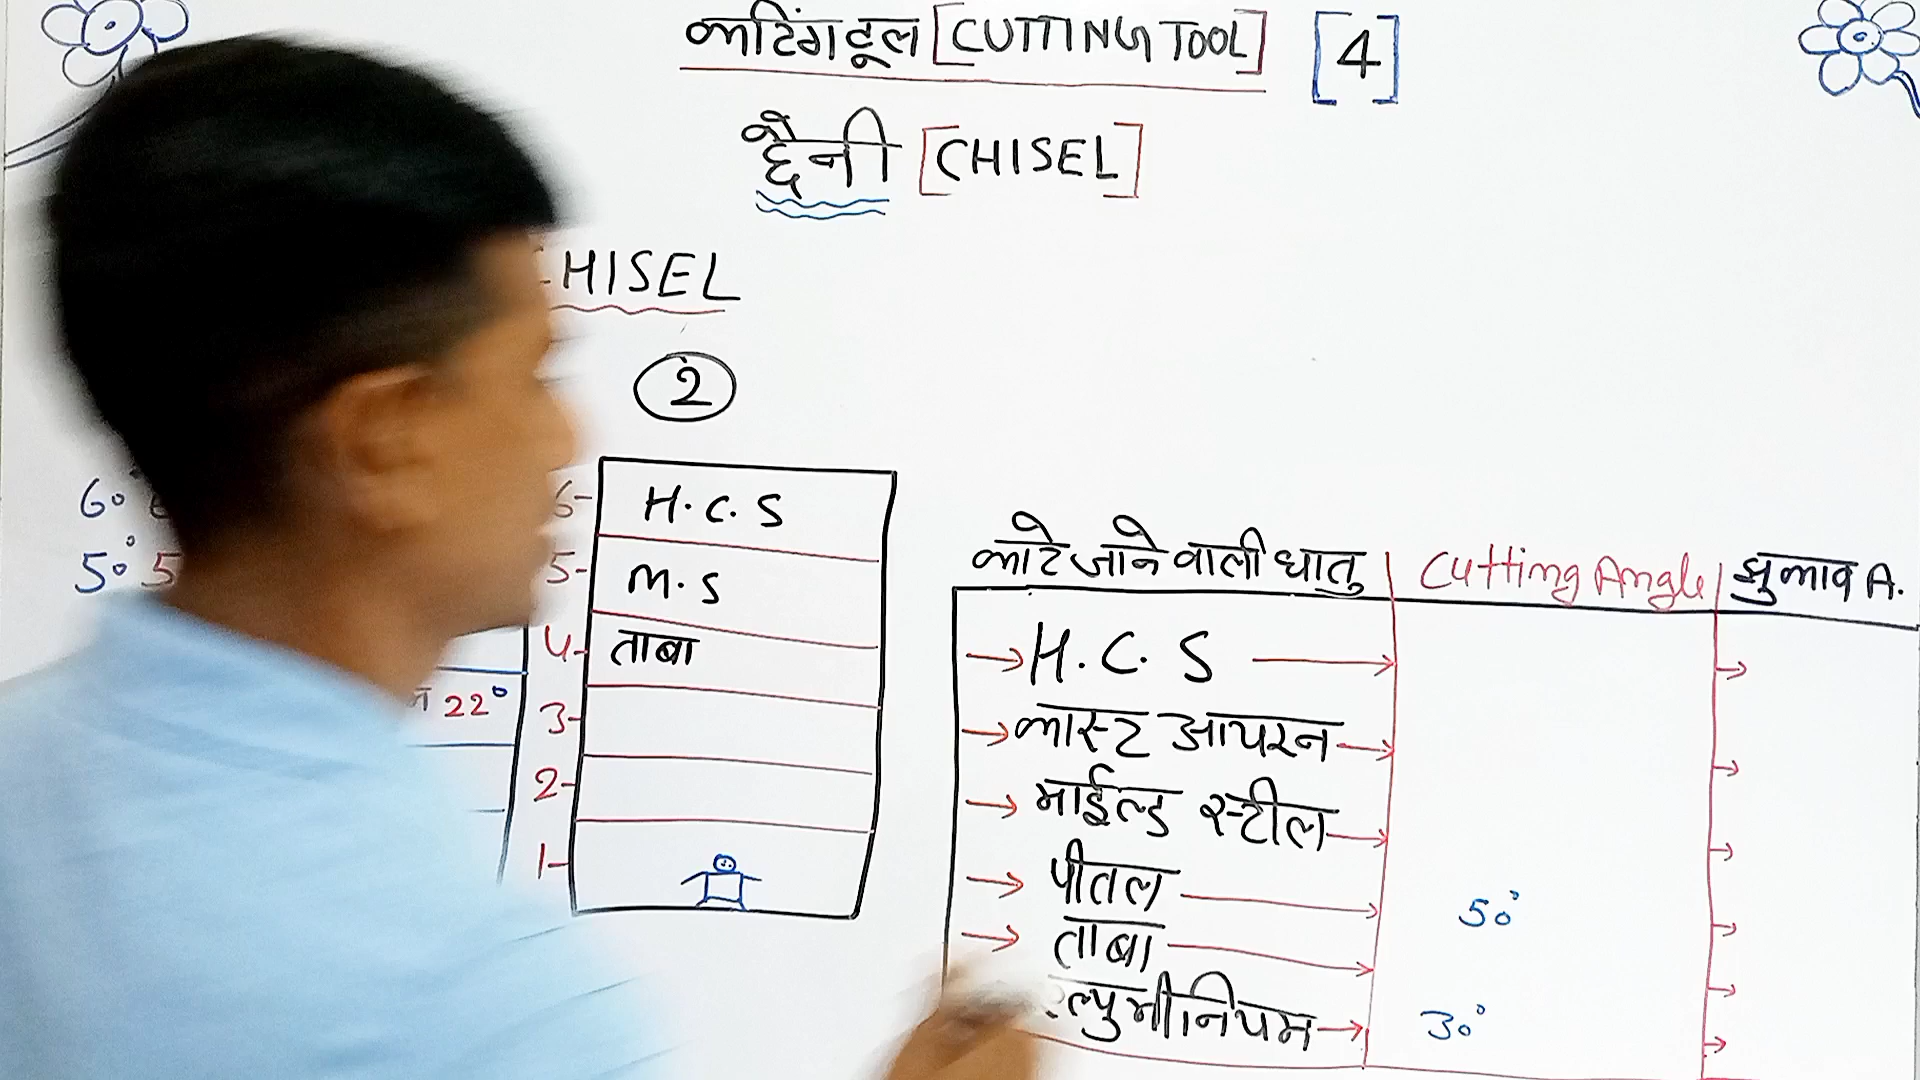 कटिंग टूल [CUTTING TOOL] [4]
छैनी [CHISEL]
HISEL
2
60°
50° 5
22°
6- H.C.S
5- M.S
4- ताबा
3-
2-
1-
काटे जाने वाली धातु Cutting Angle झुकाव A.
→ H.C.S →
→ कास्ट आयरन →
→ माईल्ड स्टील →
→ पीतल → 50°
→ ताबा →
ल्युमीनियम → 30°